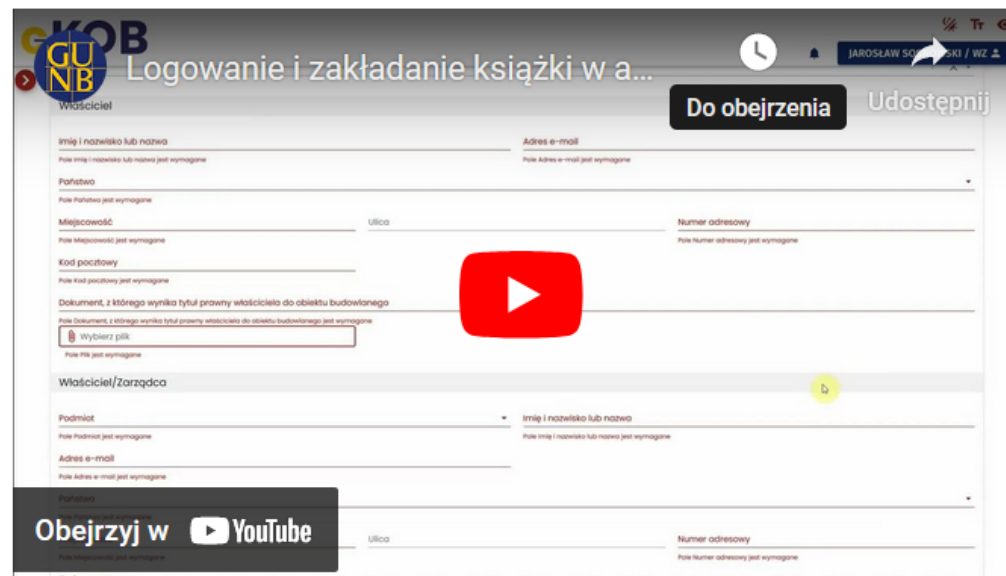 eKOB
GUNB
Tr
JAROSŁAW SO
SKI / WZ
Logowanie i zakładanie książki w a...
Do obejrzenia
Udostępnij
Właściciel
Imię i nazwisko lub nazwa
Adres e-mail
Pole Imię i nazwisko lub nazwa jest wymagane
Pole Adres e-mail jest wymagane
Państwo
Pole Państwo jest wymagane
Miejscowość
Ulica
Numer adresowy
Pole Miejscowość jest wymagane
Pole Numer adresowy jest wymagane
Kod pocztowy
Pole Kod pocztowy jest wymagane
Dokument, z którego wynika tytuł prawny właściciela do obiektu budowlanego
Pole Dokument, z którego wynika tytuł prawny właściciela do obiektu budowlanego jest wymagane
Wybierz plik
Pole Plik jest wymagane
Właściciel/Zarządca
Podmiot
Imię i nazwisko lub nazwa
Pole Podmiot jest wymagane
Pole Imię i nazwisko lub nazwa jest wymagane
Adres e-mail
Pole Adres e-mail jest wymagane
Państwo
Obejrzyj w YouTube
Ulica
Numer adresowy
Pole Numer adresowy jest wymagane